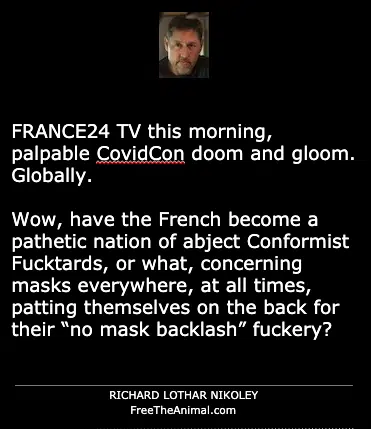 FRANCE24 TV this morning,
palpable CovidCon doom and gloom.
Globally.
Wow, have the French become a
pathetic nation of abject Conformist
Fucktards, or what, concerning
masks everywhere, at all times,
patting themselves on the back for
their “no mask backlash” fuckery?
RICHARD LOTHAR NIKOLEY
FreeTheAnimal.com